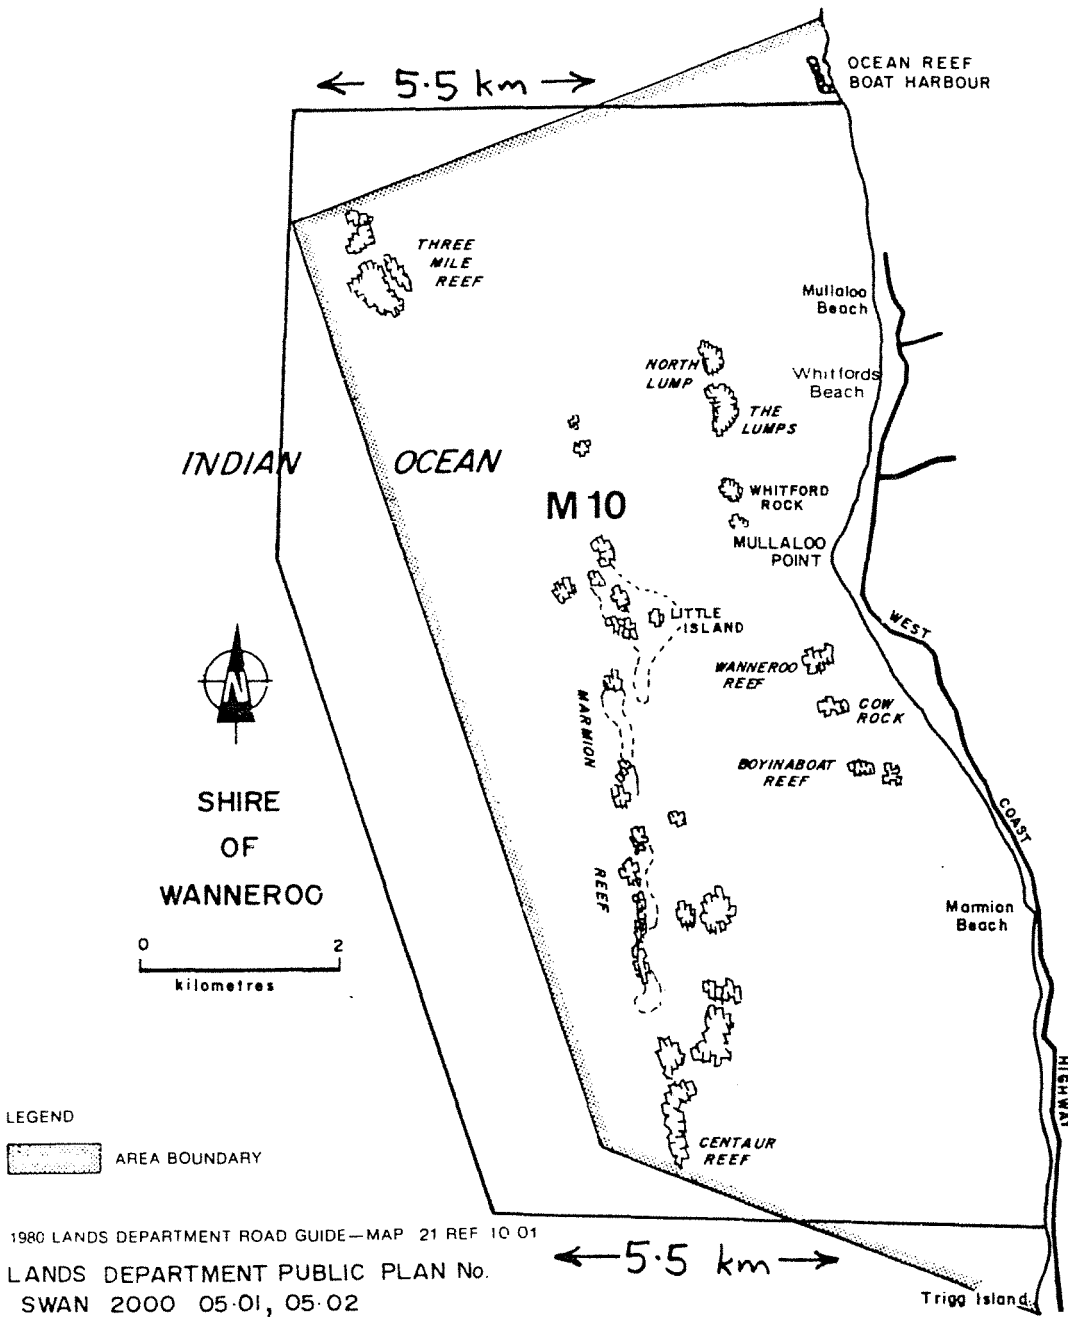 OCEAN REEF
BOAT HARBOUR
5.5 km
THREE
MILE
REEF
Mullaloo
Beach
NORTH
LUMP
Whitfords
Beach
THE
LUMPS
INDIAN OCEAN
M10
WHITFORD
ROCK
MULLALOO
POINT
LITTLE
ISLAND
WEST
WANNEROO
REEF
N
COW
ROCK
MARMION
BOYINABOAT
REEF
SHIRE
OF
WANNEROO
COAST
REEF
Marmion
Beach
0 2
kilometres
HIGHWAY
LEGEND
AREA BOUNDARY
CENTAUR
REEF
1980 LANDS DEPARTMENT ROAD GUIDE—MAP 21 REF 10 01
5.5 km
LANDS DEPARTMENT PUBLIC PLAN No.
SWAN 2000 05·01, 05·02
Trigg Island